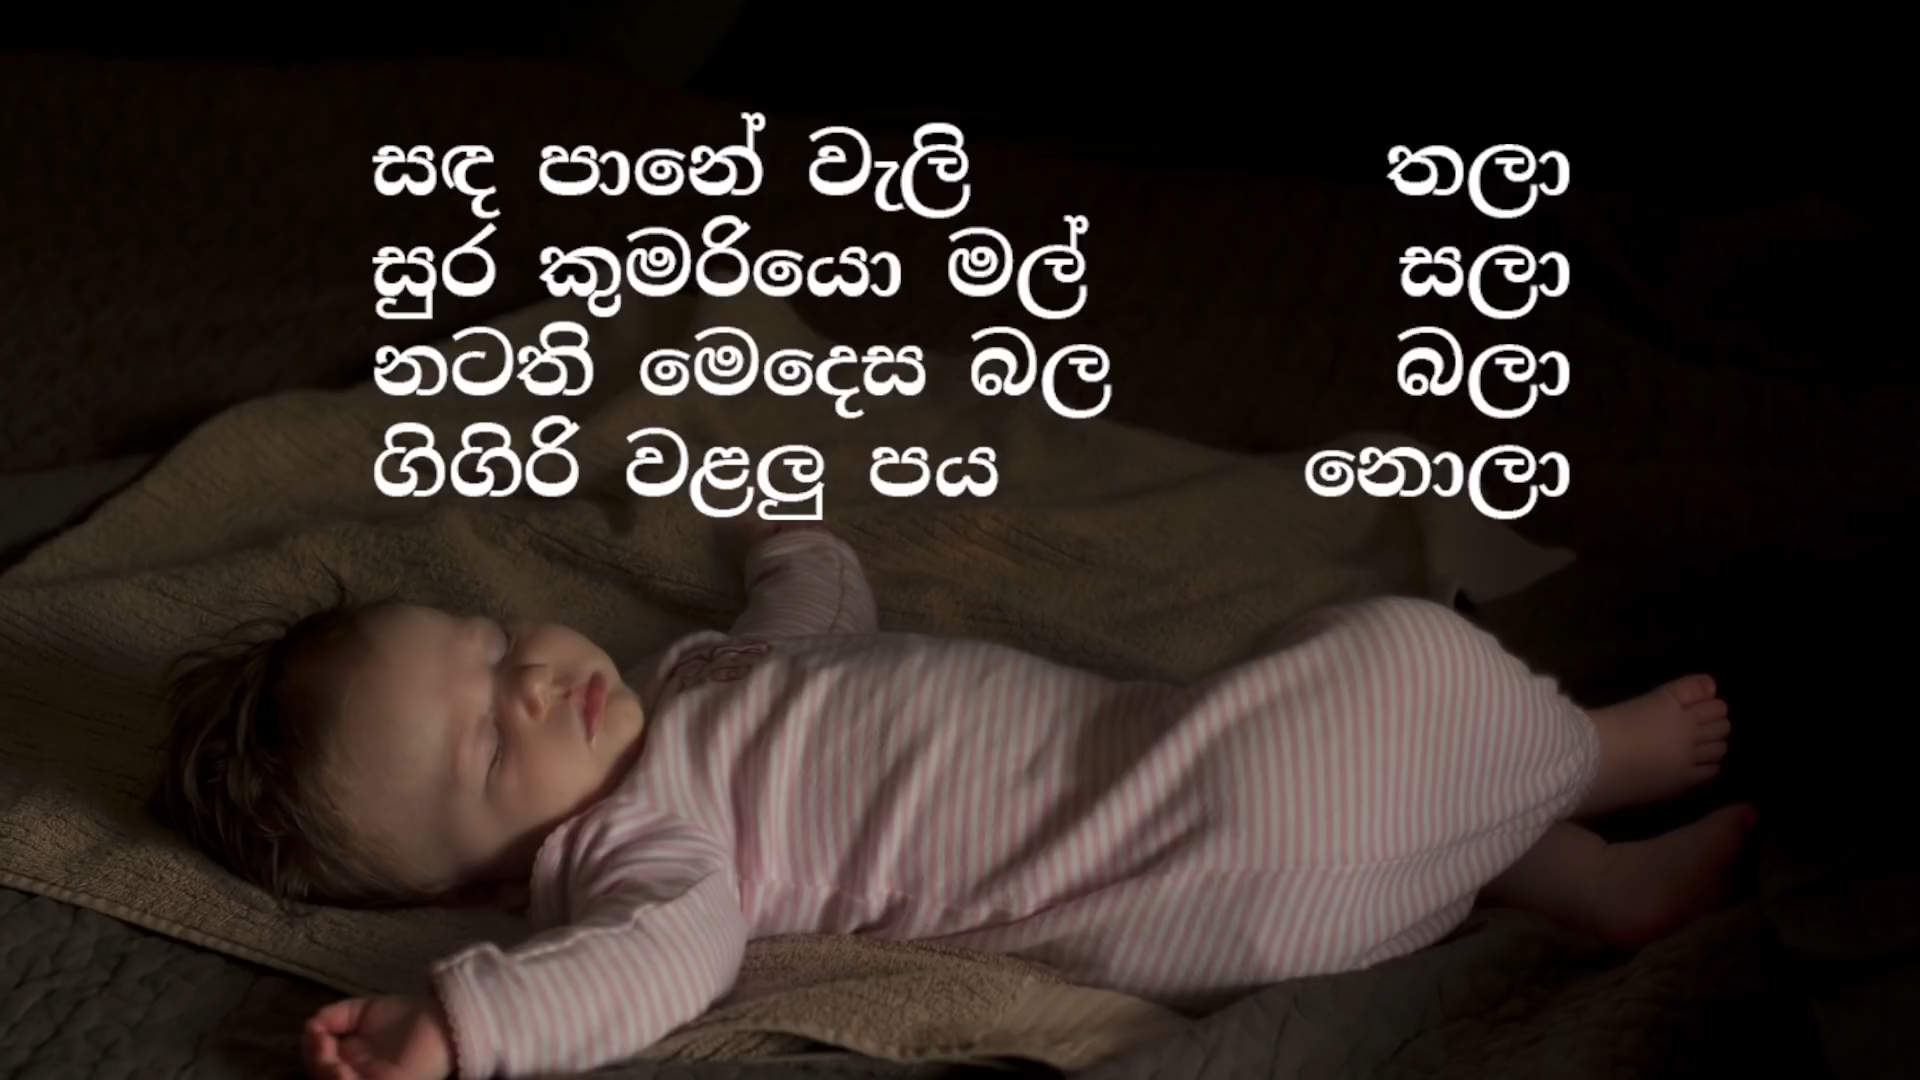 සඳ පානේ වැලි තලා
සුර කුමරියො මල් සලා
නටති මෙදෙස බල බලා
ගිගිරි වළලු පය නොලා